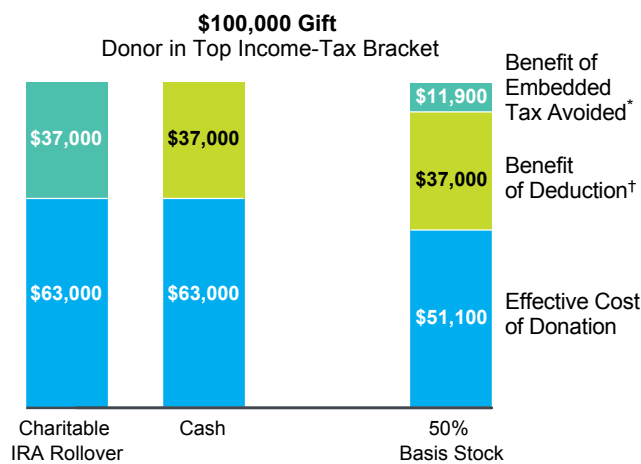 $100,000 Gift
Donor in Top Income-Tax Bracket
$37,000
$63,000
$37,000
$63,000
$11,900
$37,000
$51,100
Benefit of
Embedded
Tax Avoided*
Benefit
of Deduction†
Effective Cost
of Donation
Charitable
IRA Rollover
Cash
50%
Basis Stock